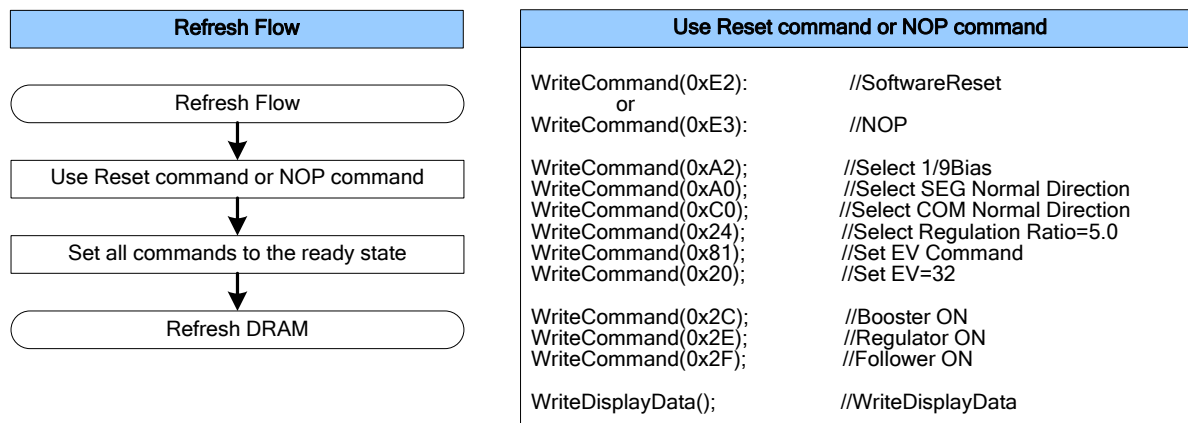 Refresh Flow
Refresh Flow
Use Reset command or NOP command
Set all commands to the ready state
Refresh DRAM
Use Reset command or NOP command
WriteCommand(0xE2): //SoftwareReset
or
WriteCommand(0xE3): //NOP
WriteCommand(0xA2); //Select 1/9Bias
WriteCommand(0xA0); //Select SEG Normal Direction
WriteCommand(0xC0); //Select COM Normal Direction
WriteCommand(0x24); //Select Regulation Ratio=5.0
WriteCommand(0x81); //Set EV Command
WriteCommand(0x20); //Set EV=32
WriteCommand(0x2C); //Booster ON
WriteCommand(0x2E); //Regulator ON
WriteCommand(0x2F); //Follower ON
WriteDisplayData(); //WriteDisplayData